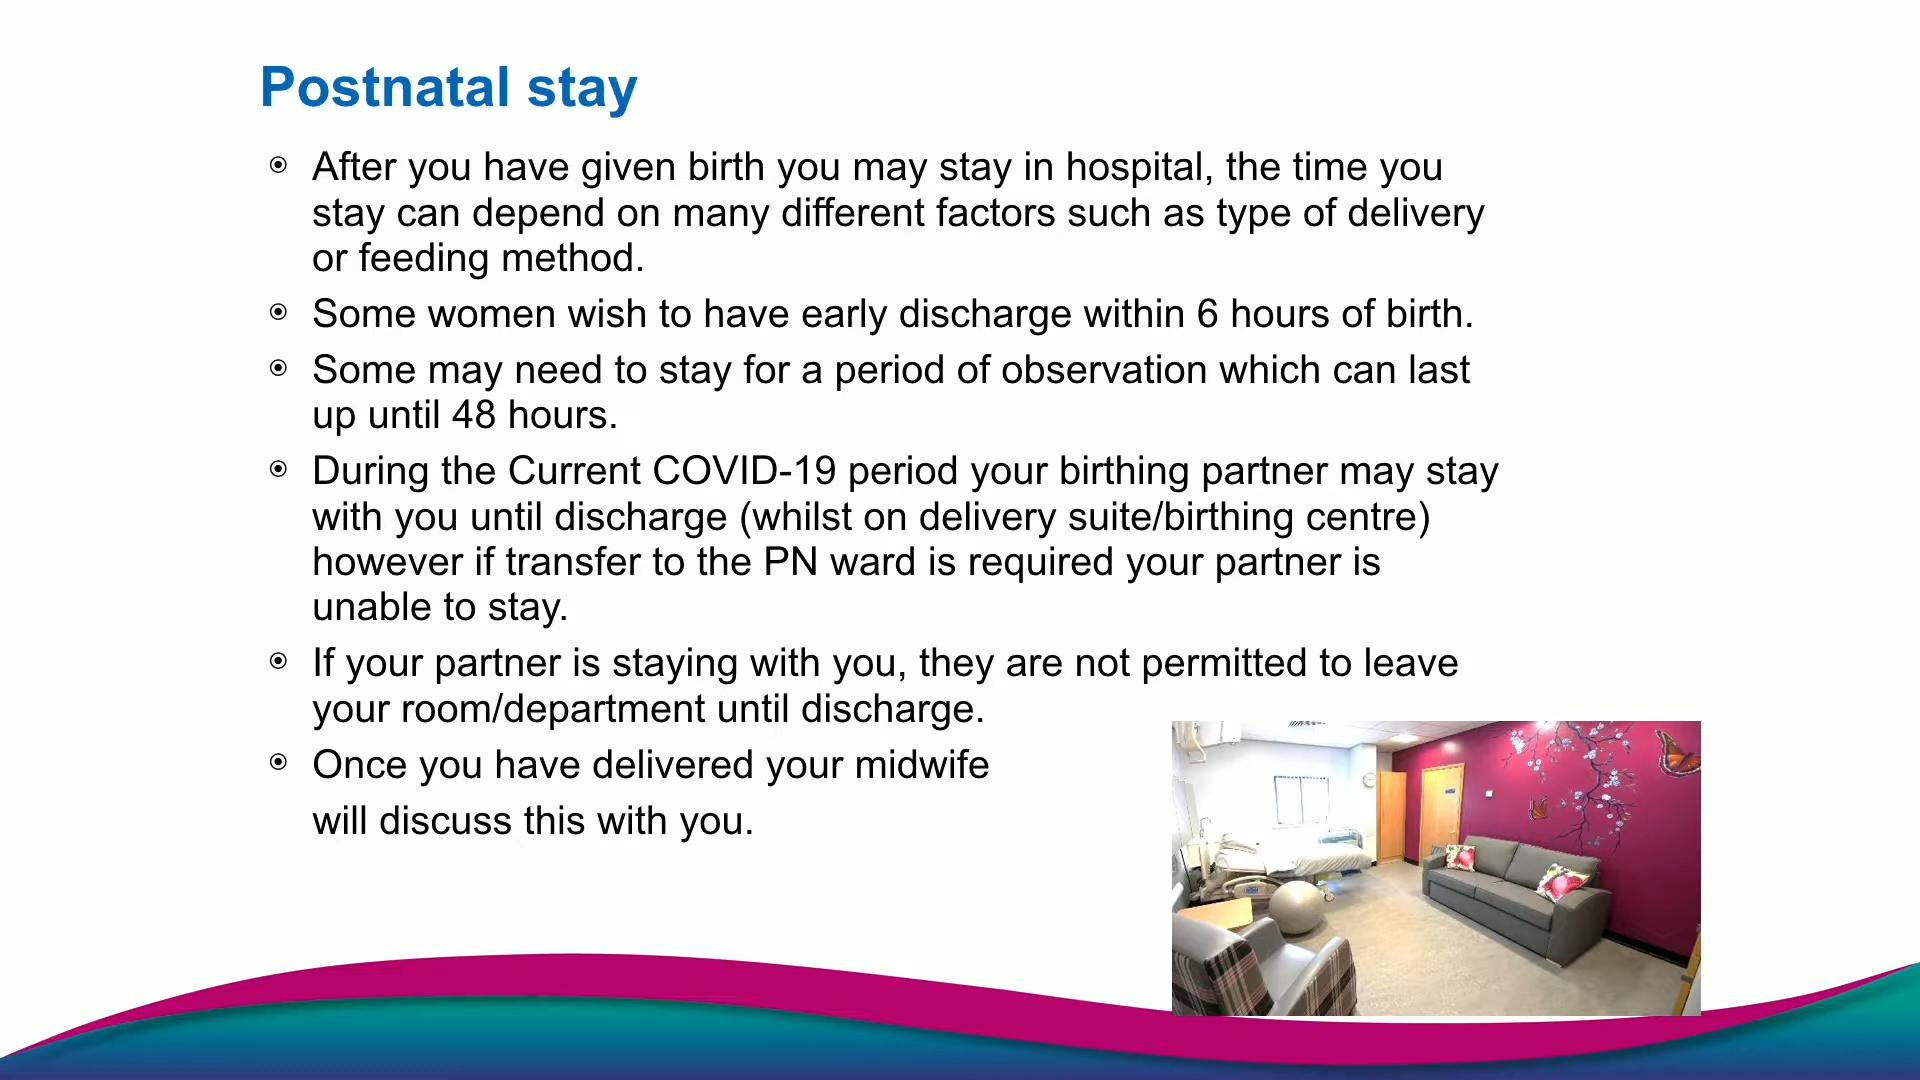 Postnatal stay
After you have given birth you may stay in hospital, the time you
stay can depend on many different factors such as type of delivery
or feeding method.
Some women wish to have early discharge within 6 hours of birth.
Some may need to stay for a period of observation which can last
up until 48 hours.
During the Current COVID-19 period your birthing partner may stay
with you until discharge (whilst on delivery suite/birthing centre)
however if transfer to the PN ward is required your partner is
unable to stay.
If your partner is staying with you, they are not permitted to leave
your room/department until discharge.
Once you have delivered your midwife
will discuss this with you.